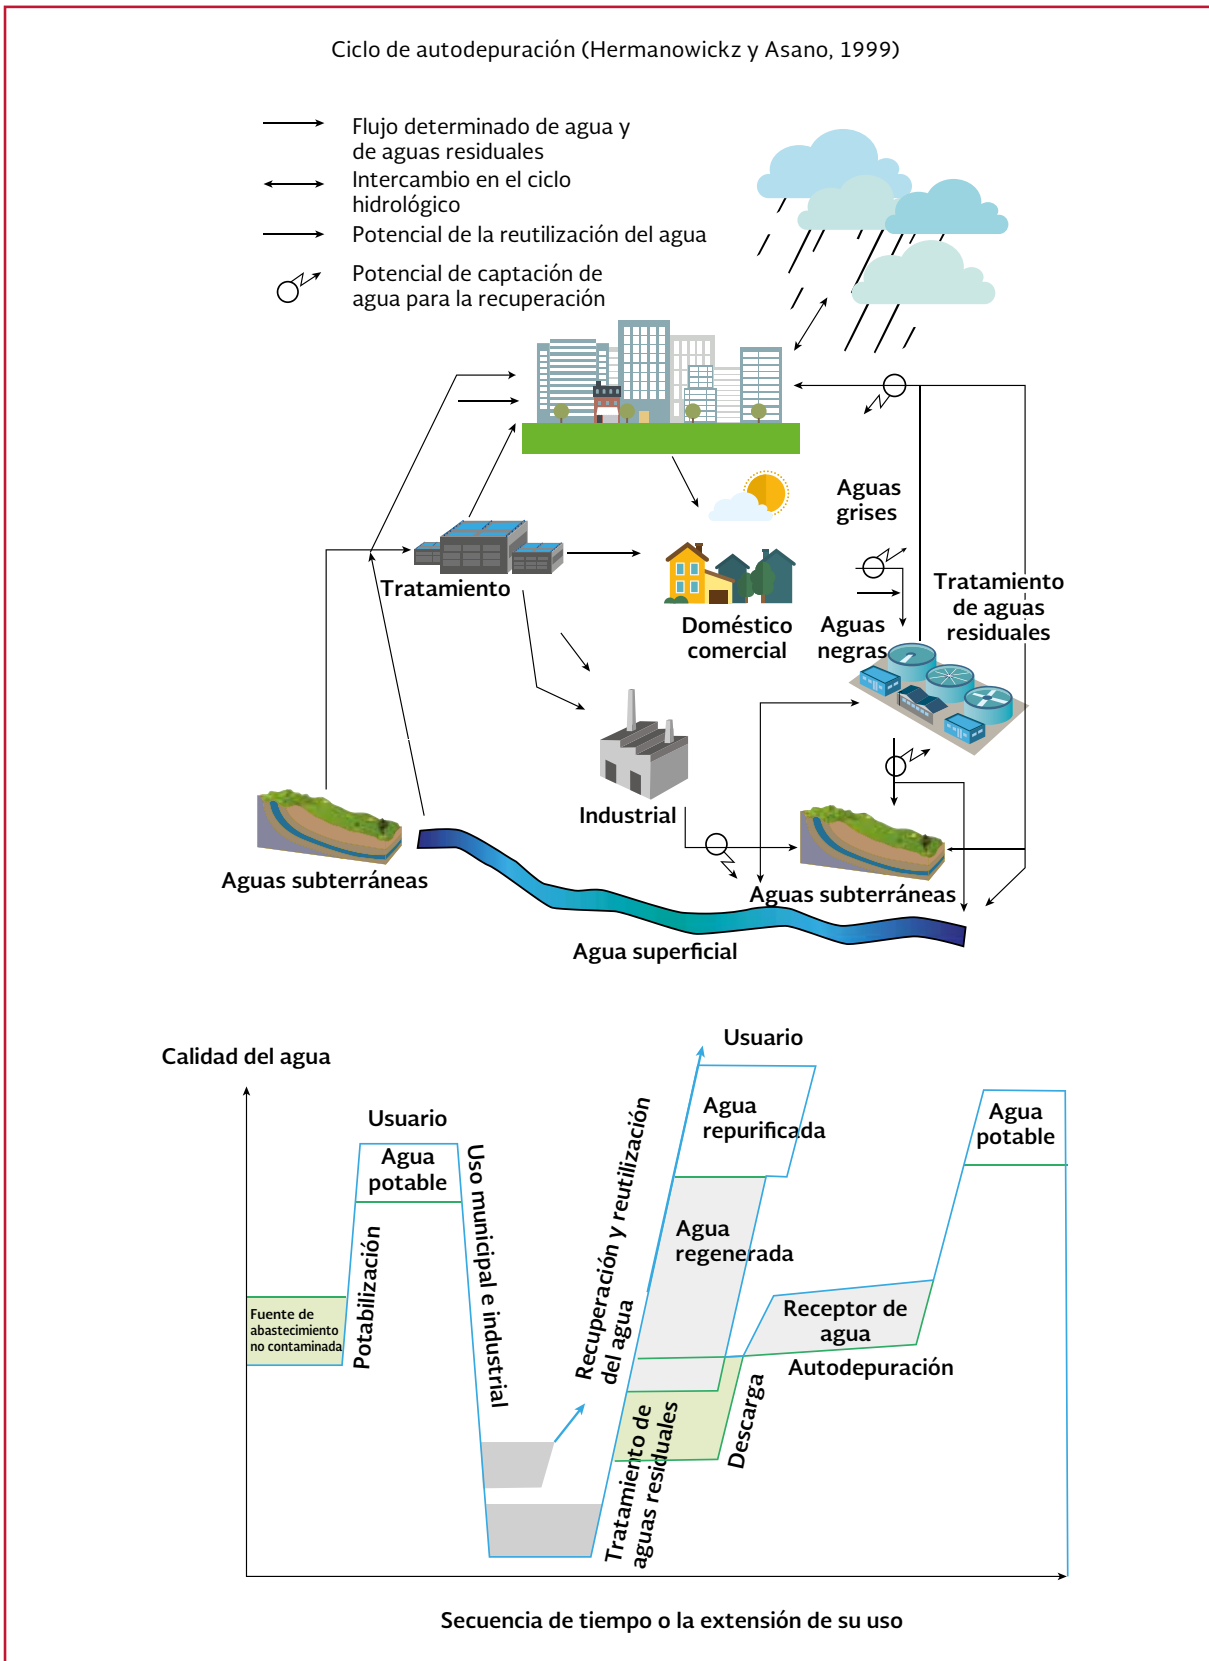 Ciclo de autodepuración (Hermanowickz y Asano, 1999)
Flujo determinado de agua y
de aguas residuales
Intercambio en el ciclo
hidrológico
Potencial de la reutilización del agua
Potencial de captación de
agua para la recuperación
Aguas
grises
Tratamiento
Doméstico
comercial
Aguas
negras
Tratamiento
de aguas
residuales
Industrial
Aguas subterráneas
Aguas subterráneas
Agua superficial
Calidad del agua
Usuario
Agua
potable
Fuente de
abastecimiento
no contaminada
Potabilización
Uso municipal e industrial
Recuperación y reutilización
del agua
Tratamiento de
aguas residuales
Usuario
Agua
repurificada
Agua
regenerada
Descarga
Receptor de
agua
Autodepuración
Agua
potable
Secuencia de tiempo o la extensión de su uso